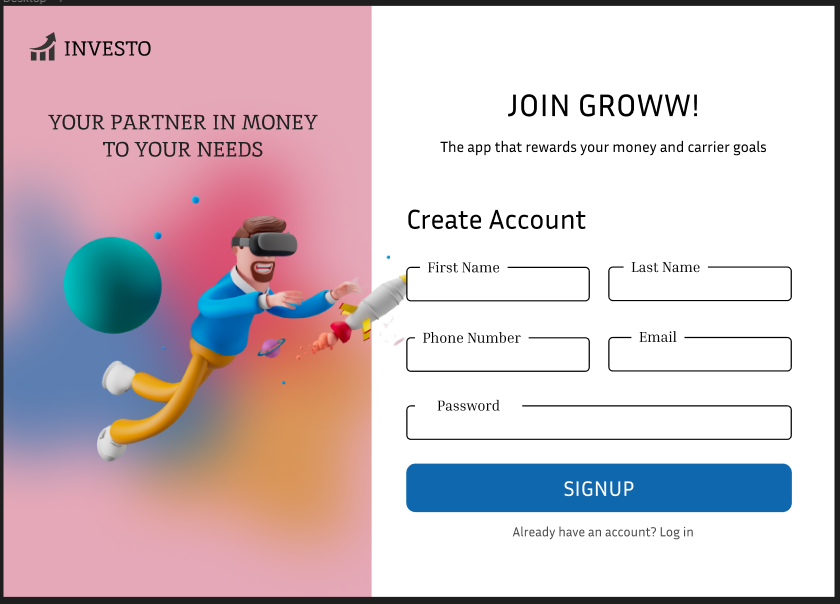 INVESTO
YOUR PARTNER IN MONEY
TO YOUR NEEDS
JOIN GROWW!
The app that rewards your money and carrier goals
Create Account
First Name
Last Name
Phone Number
Email
Password
SIGNUP
Already have an account? Log in